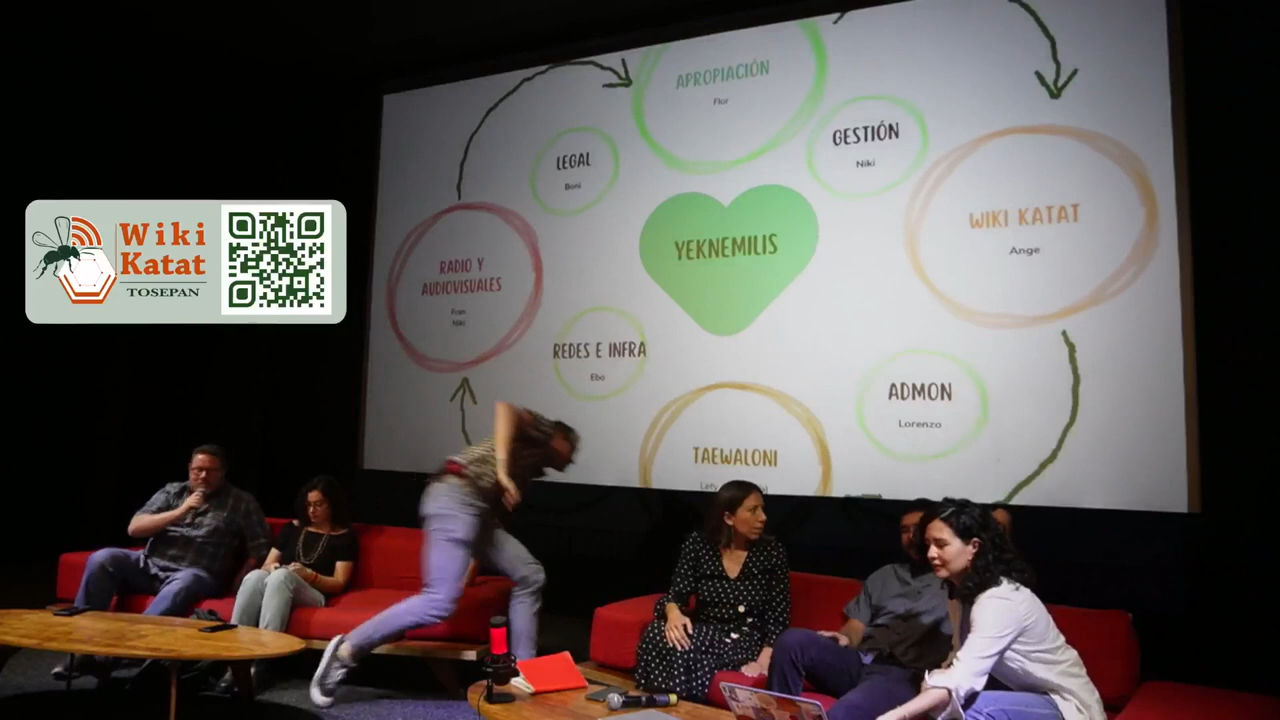 Wiki
Katat
TOSEPAN
APROPIACIÓN
Flor
LEGAL
Boni
GESTIÓN
Niki
YEKNEMILIS
WIKI KATAT
Ange
RADIO Y
AUDIOVISUALES
Fran
Niki
REDES E INFRA
Ebo
ADMON
Lorenzo
TAEWALONI